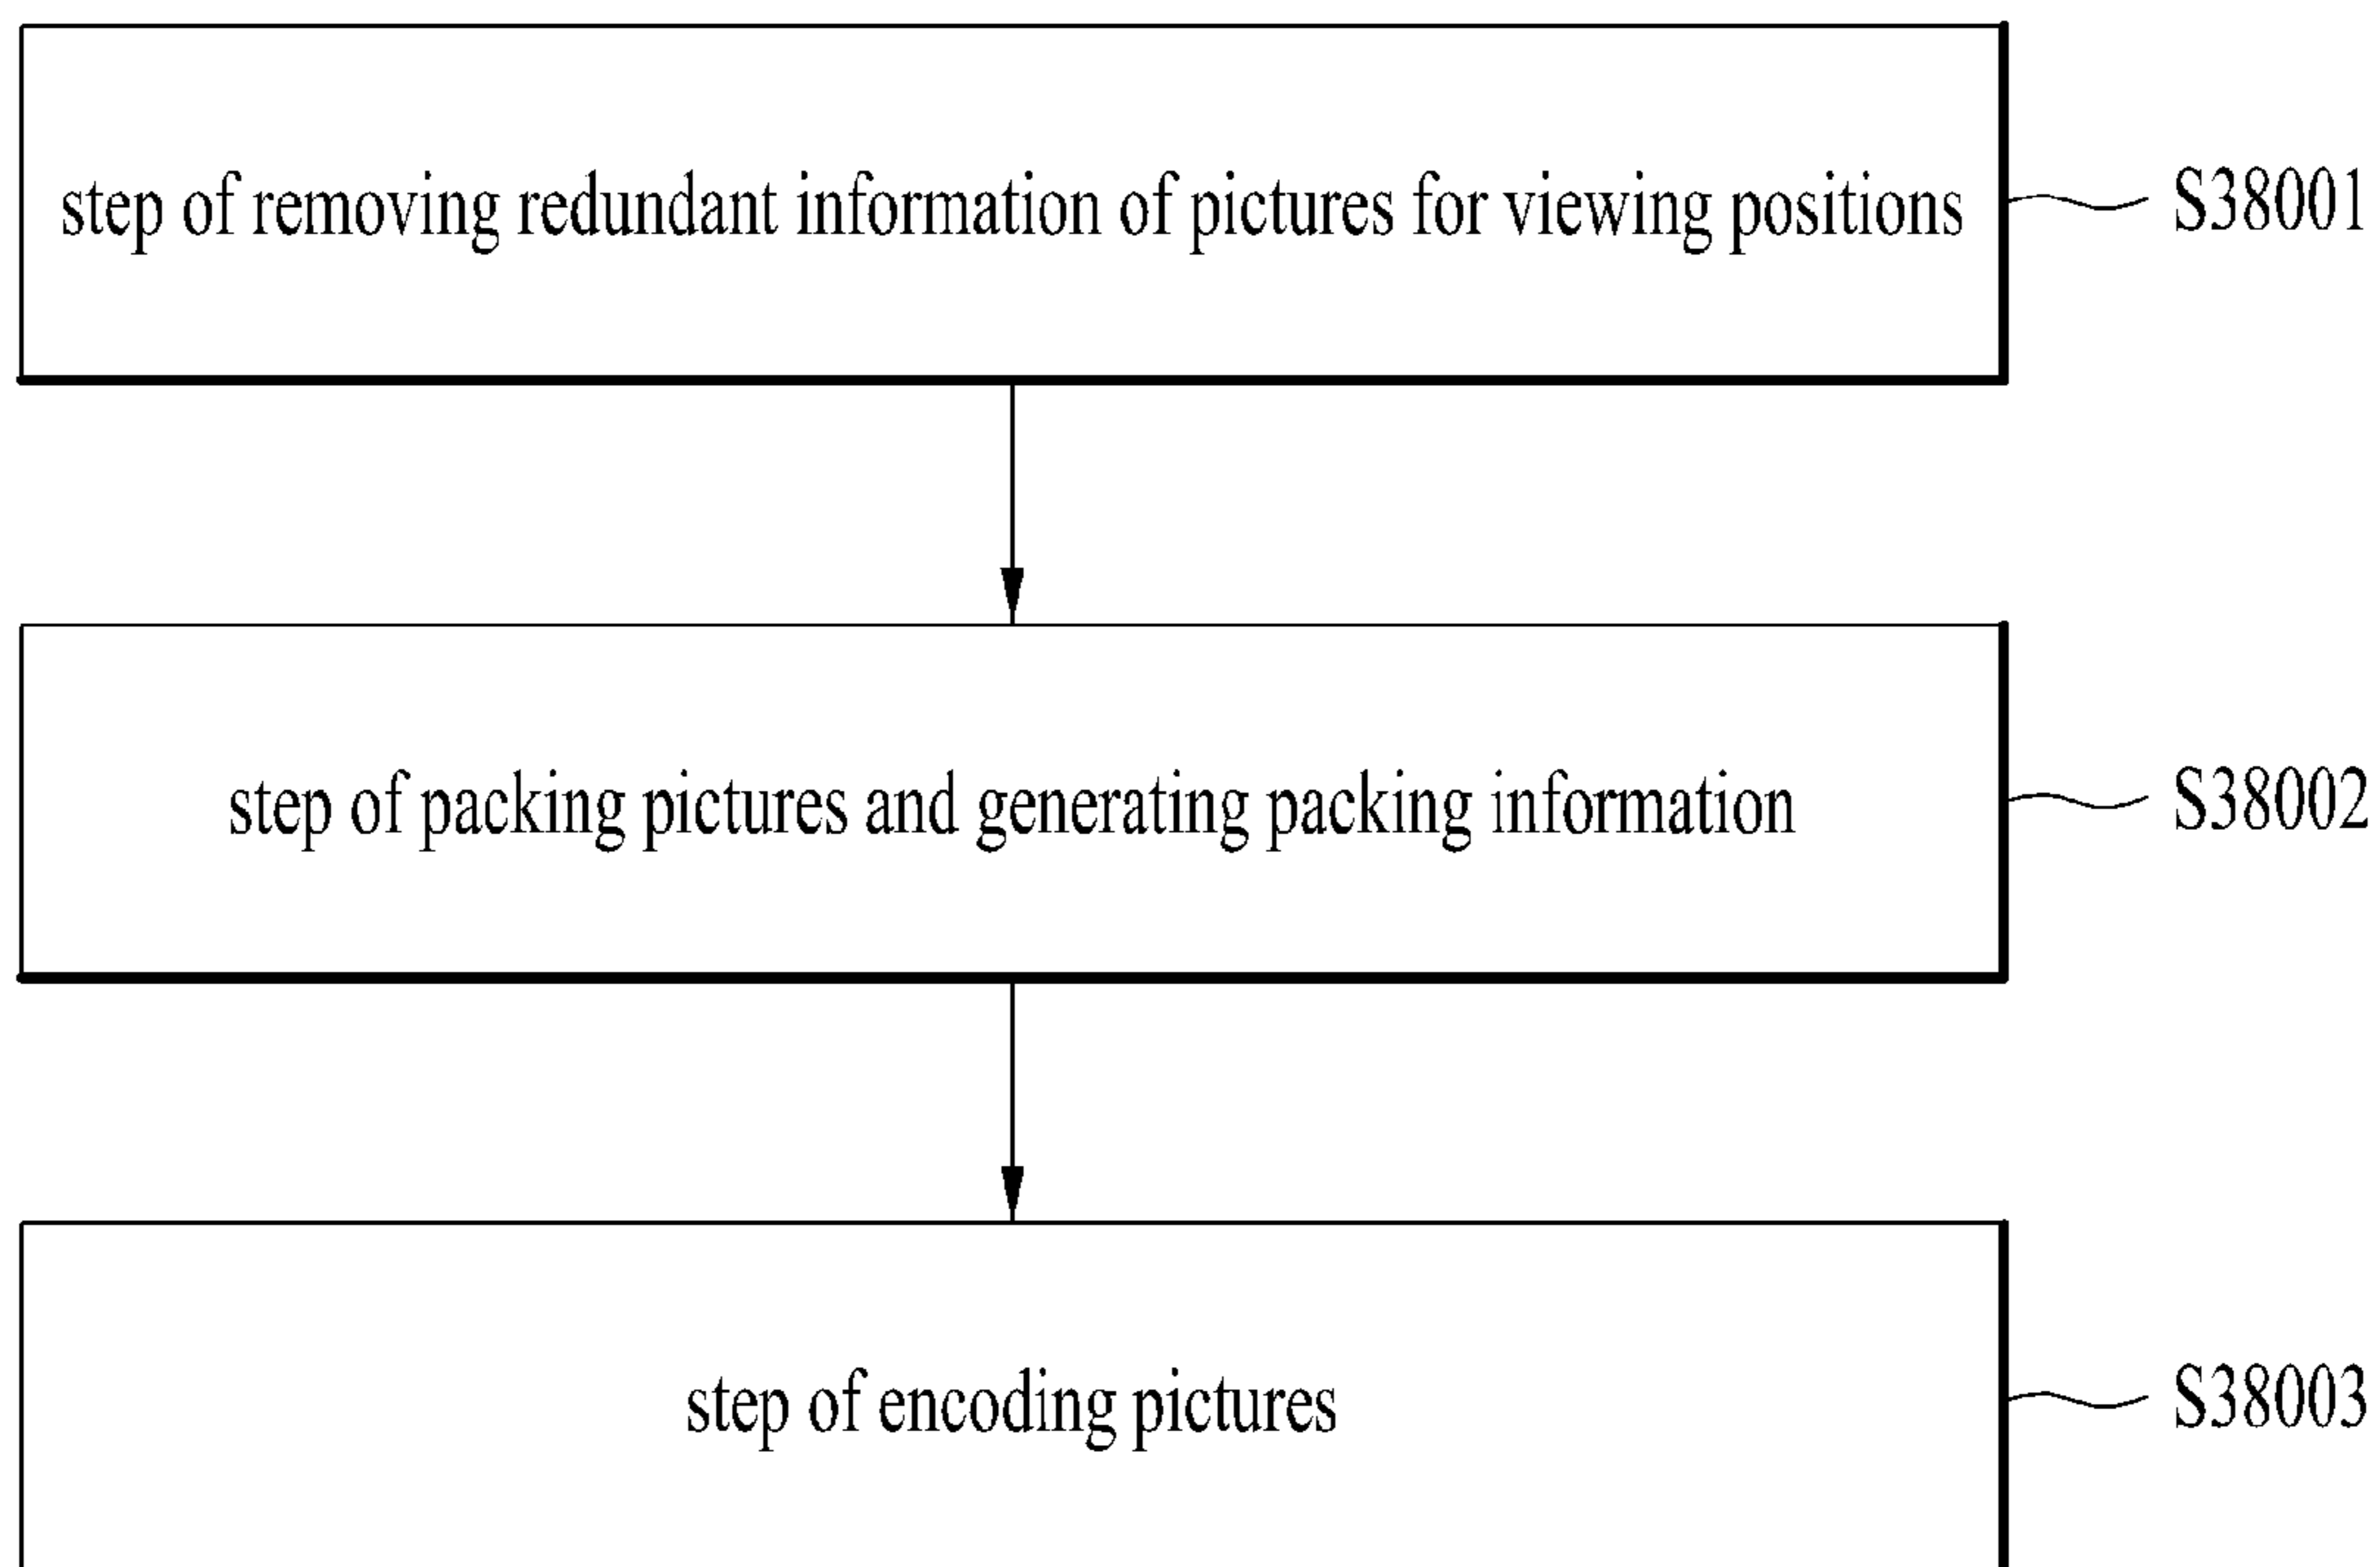 step of removing redundant information of pictures for viewing positions S38001
step of packing pictures and generating packing information S38002
step of encoding pictures S38003